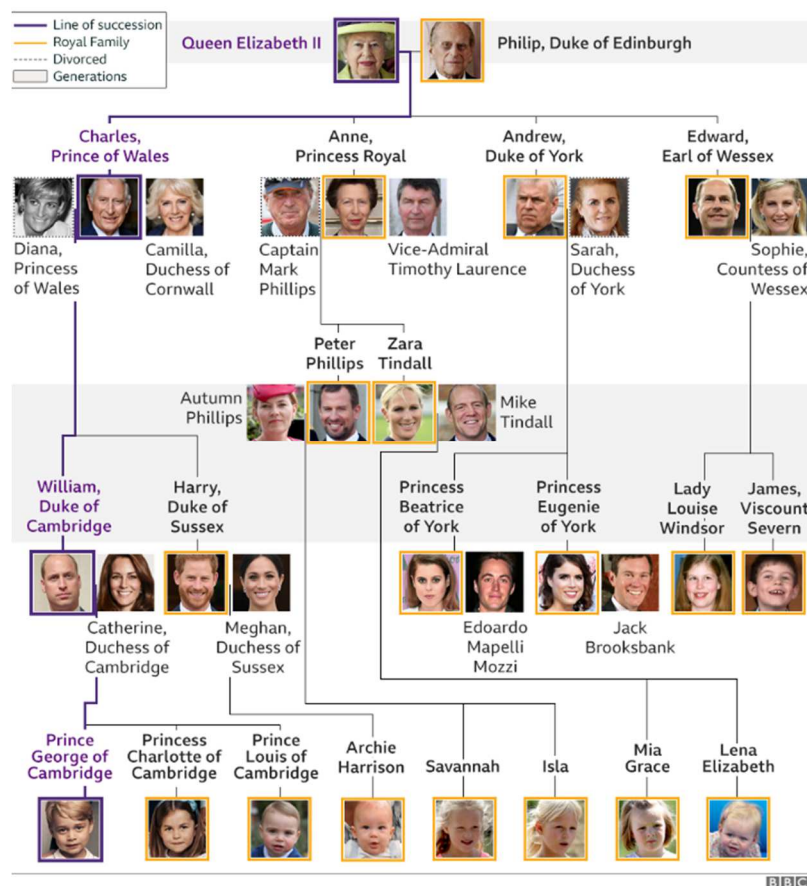 Line of succession
Royal Family
Divorced
Generations
Queen Elizabeth II
Philip, Duke of Edinburgh
Charles,
Prince of Wales
Anne,
Princess Royal
Andrew,
Duke of York
Edward,
Earl of Wessex
Diana,
Princess
of Wales
Camilla,
Duchess of
Cornwall
Captain
Mark
Phillips
Vice-Admiral
Timothy Laurence
Sarah,
Duchess
of York
Sophie,
Countess of
Wessex
Peter
Phillips
Zara
Tindall
Autumn
Phillips
Mike
Tindall
William,
Duke of
Cambridge
Harry,
Duke of
Sussex
Princess
Beatrice
of York
Princess
Eugenie
of York
Lady
Louise
Windsor
James,
Viscount
Severn
Catherine,
Duchess of
Cambridge
Meghan,
Duchess of
Sussex
Edoardo
Mapelli
Mozzi
Jack
Brooksbank
Prince
George of
Cambridge
Princess
Charlotte of
Cambridge
Prince
Louis of
Cambridge
Archie
Harrison
Savannah
Isla
Mia
Grace
Lena
Elizabeth
BBC